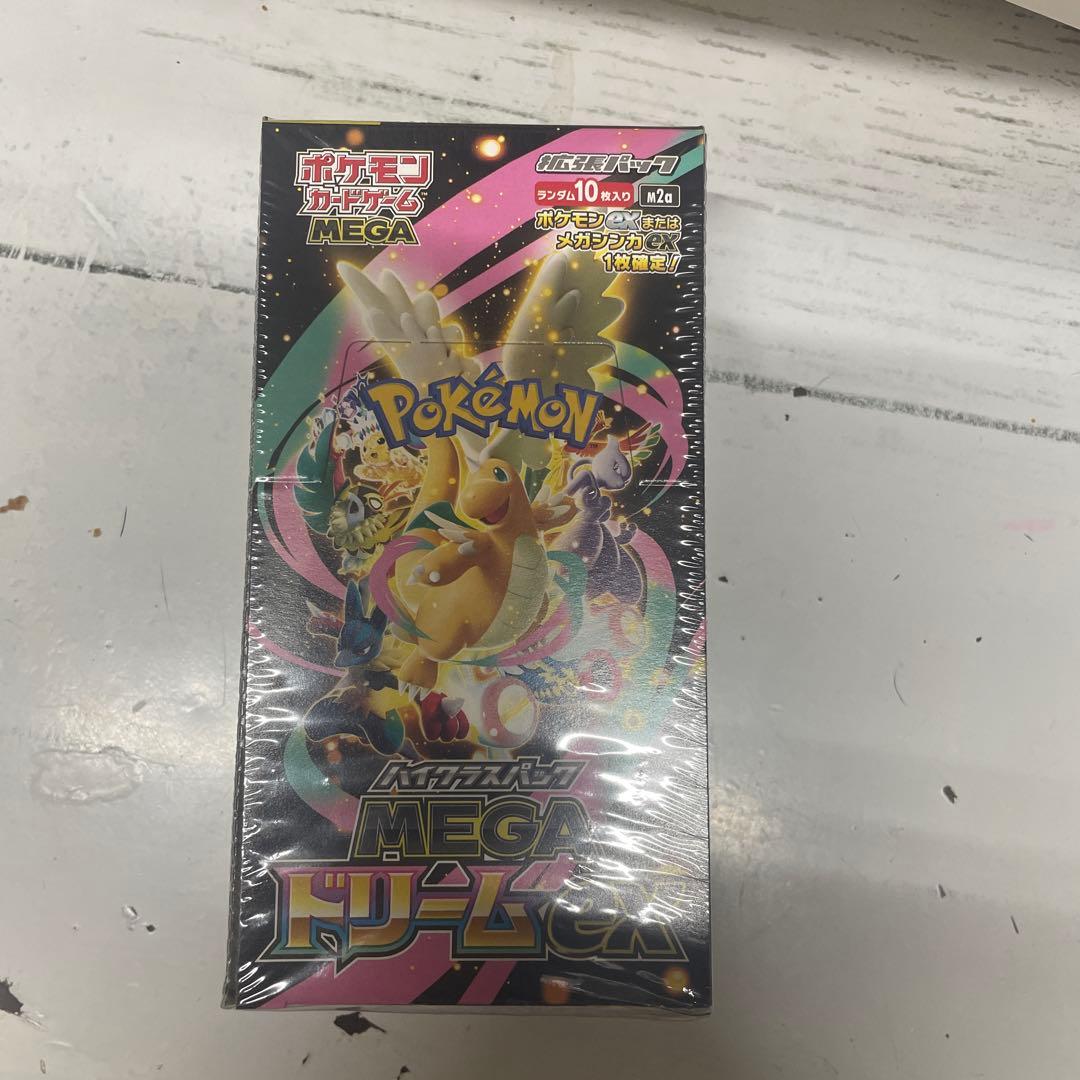 ポケモン
カードゲーム™
MEGA
拡張パック
ランダム10枚入り
M2a
ポケモンexまたは
メガシンカex
1枚確定!
POKéMON™
ハイクラスパック
MEGA
ドリームex